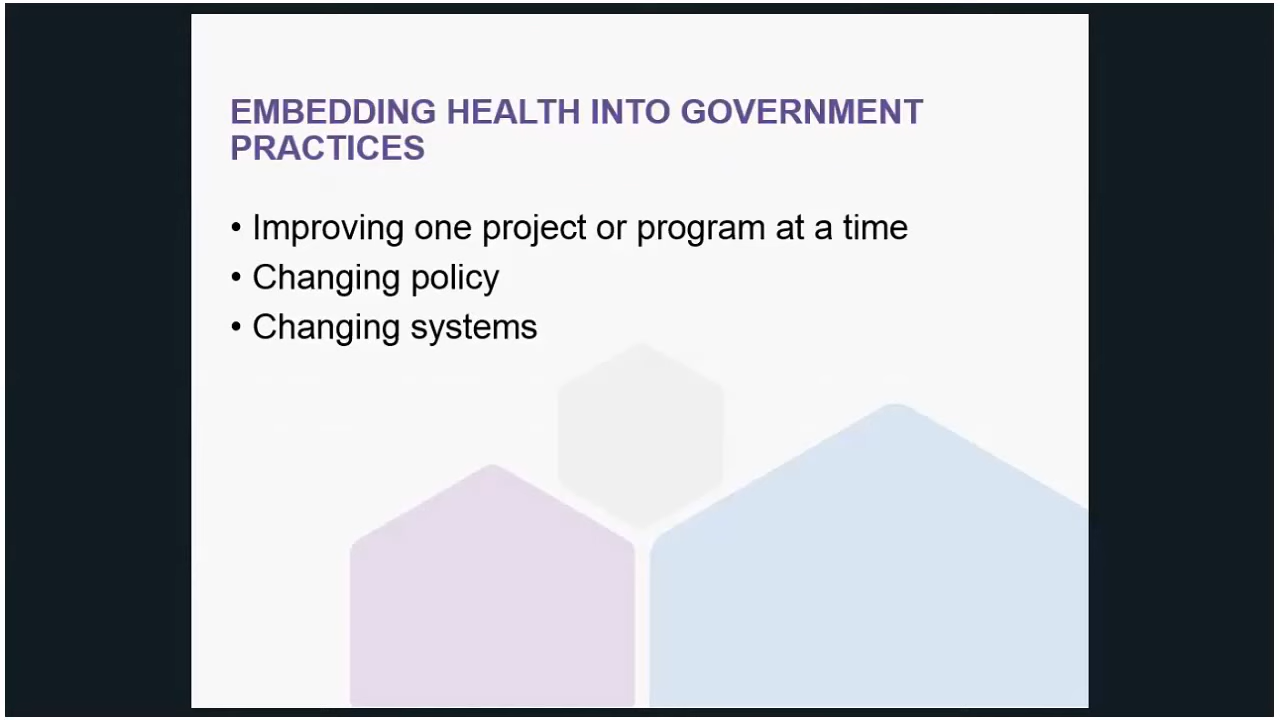 EMBEDDING HEALTH INTO GOVERNMENT
PRACTICES
• Improving one project or program at a time
• Changing policy
• Changing systems